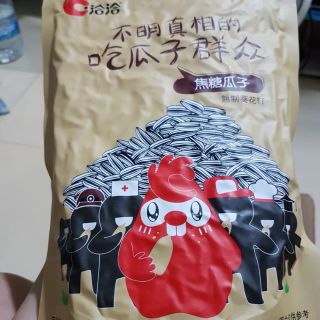 洽洽
不明真相的
吃瓜子群众
焦糖瓜子
熟制葵花籽